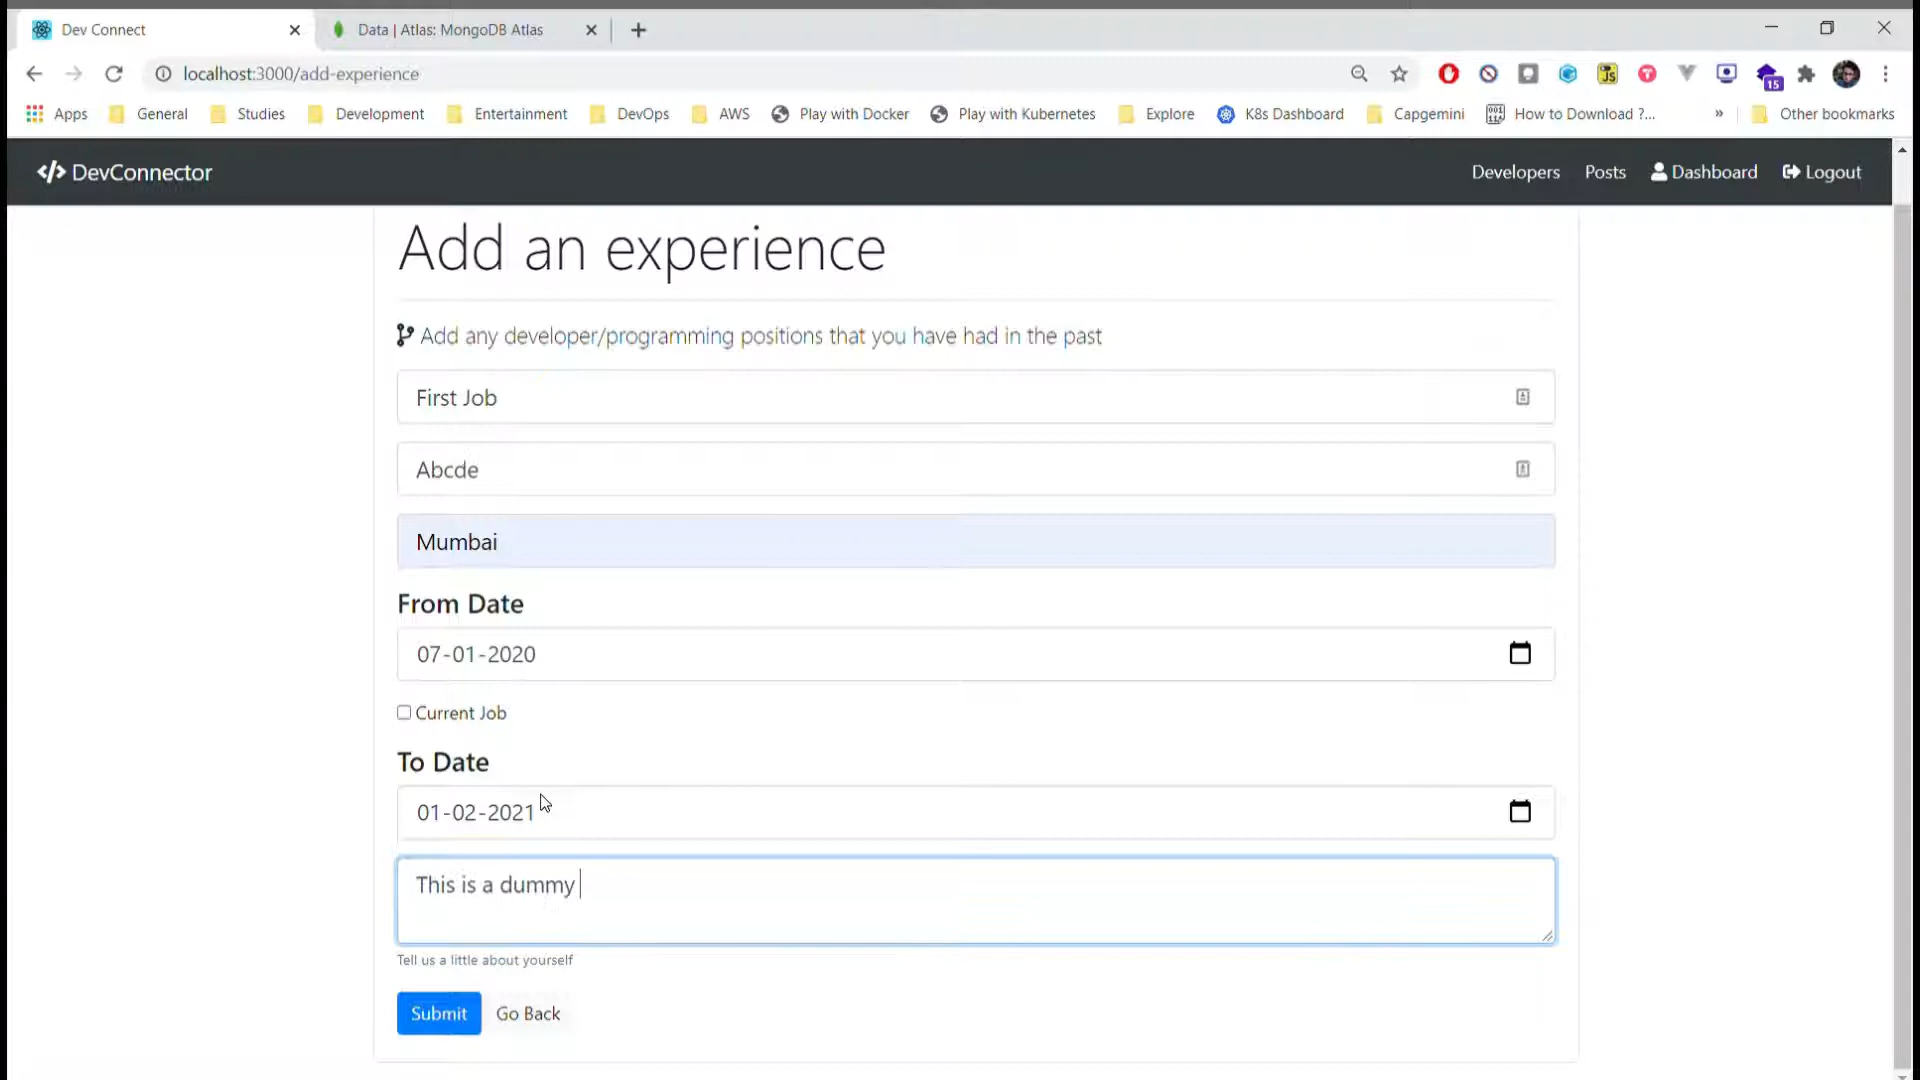 Dev Connect
Data | Atlas: MongoDB Atlas
localhost:3000/add-experience
JS
15
Apps General Studies Development Entertainment DevOps AWS Play with Docker Play with Kubernetes Explore K8s Dashboard Capgemini How to Download ?... » Other bookmarks
</> DevConnector
Developers Posts Dashboard Logout
Add an experience
Add any developer/programming positions that you have had in the past
First Job
Abcde
Mumbai
From Date
07-01-2020
Current Job
To Date
01-02-2021
This is a dummy
Tell us a little about yourself
Submit Go Back